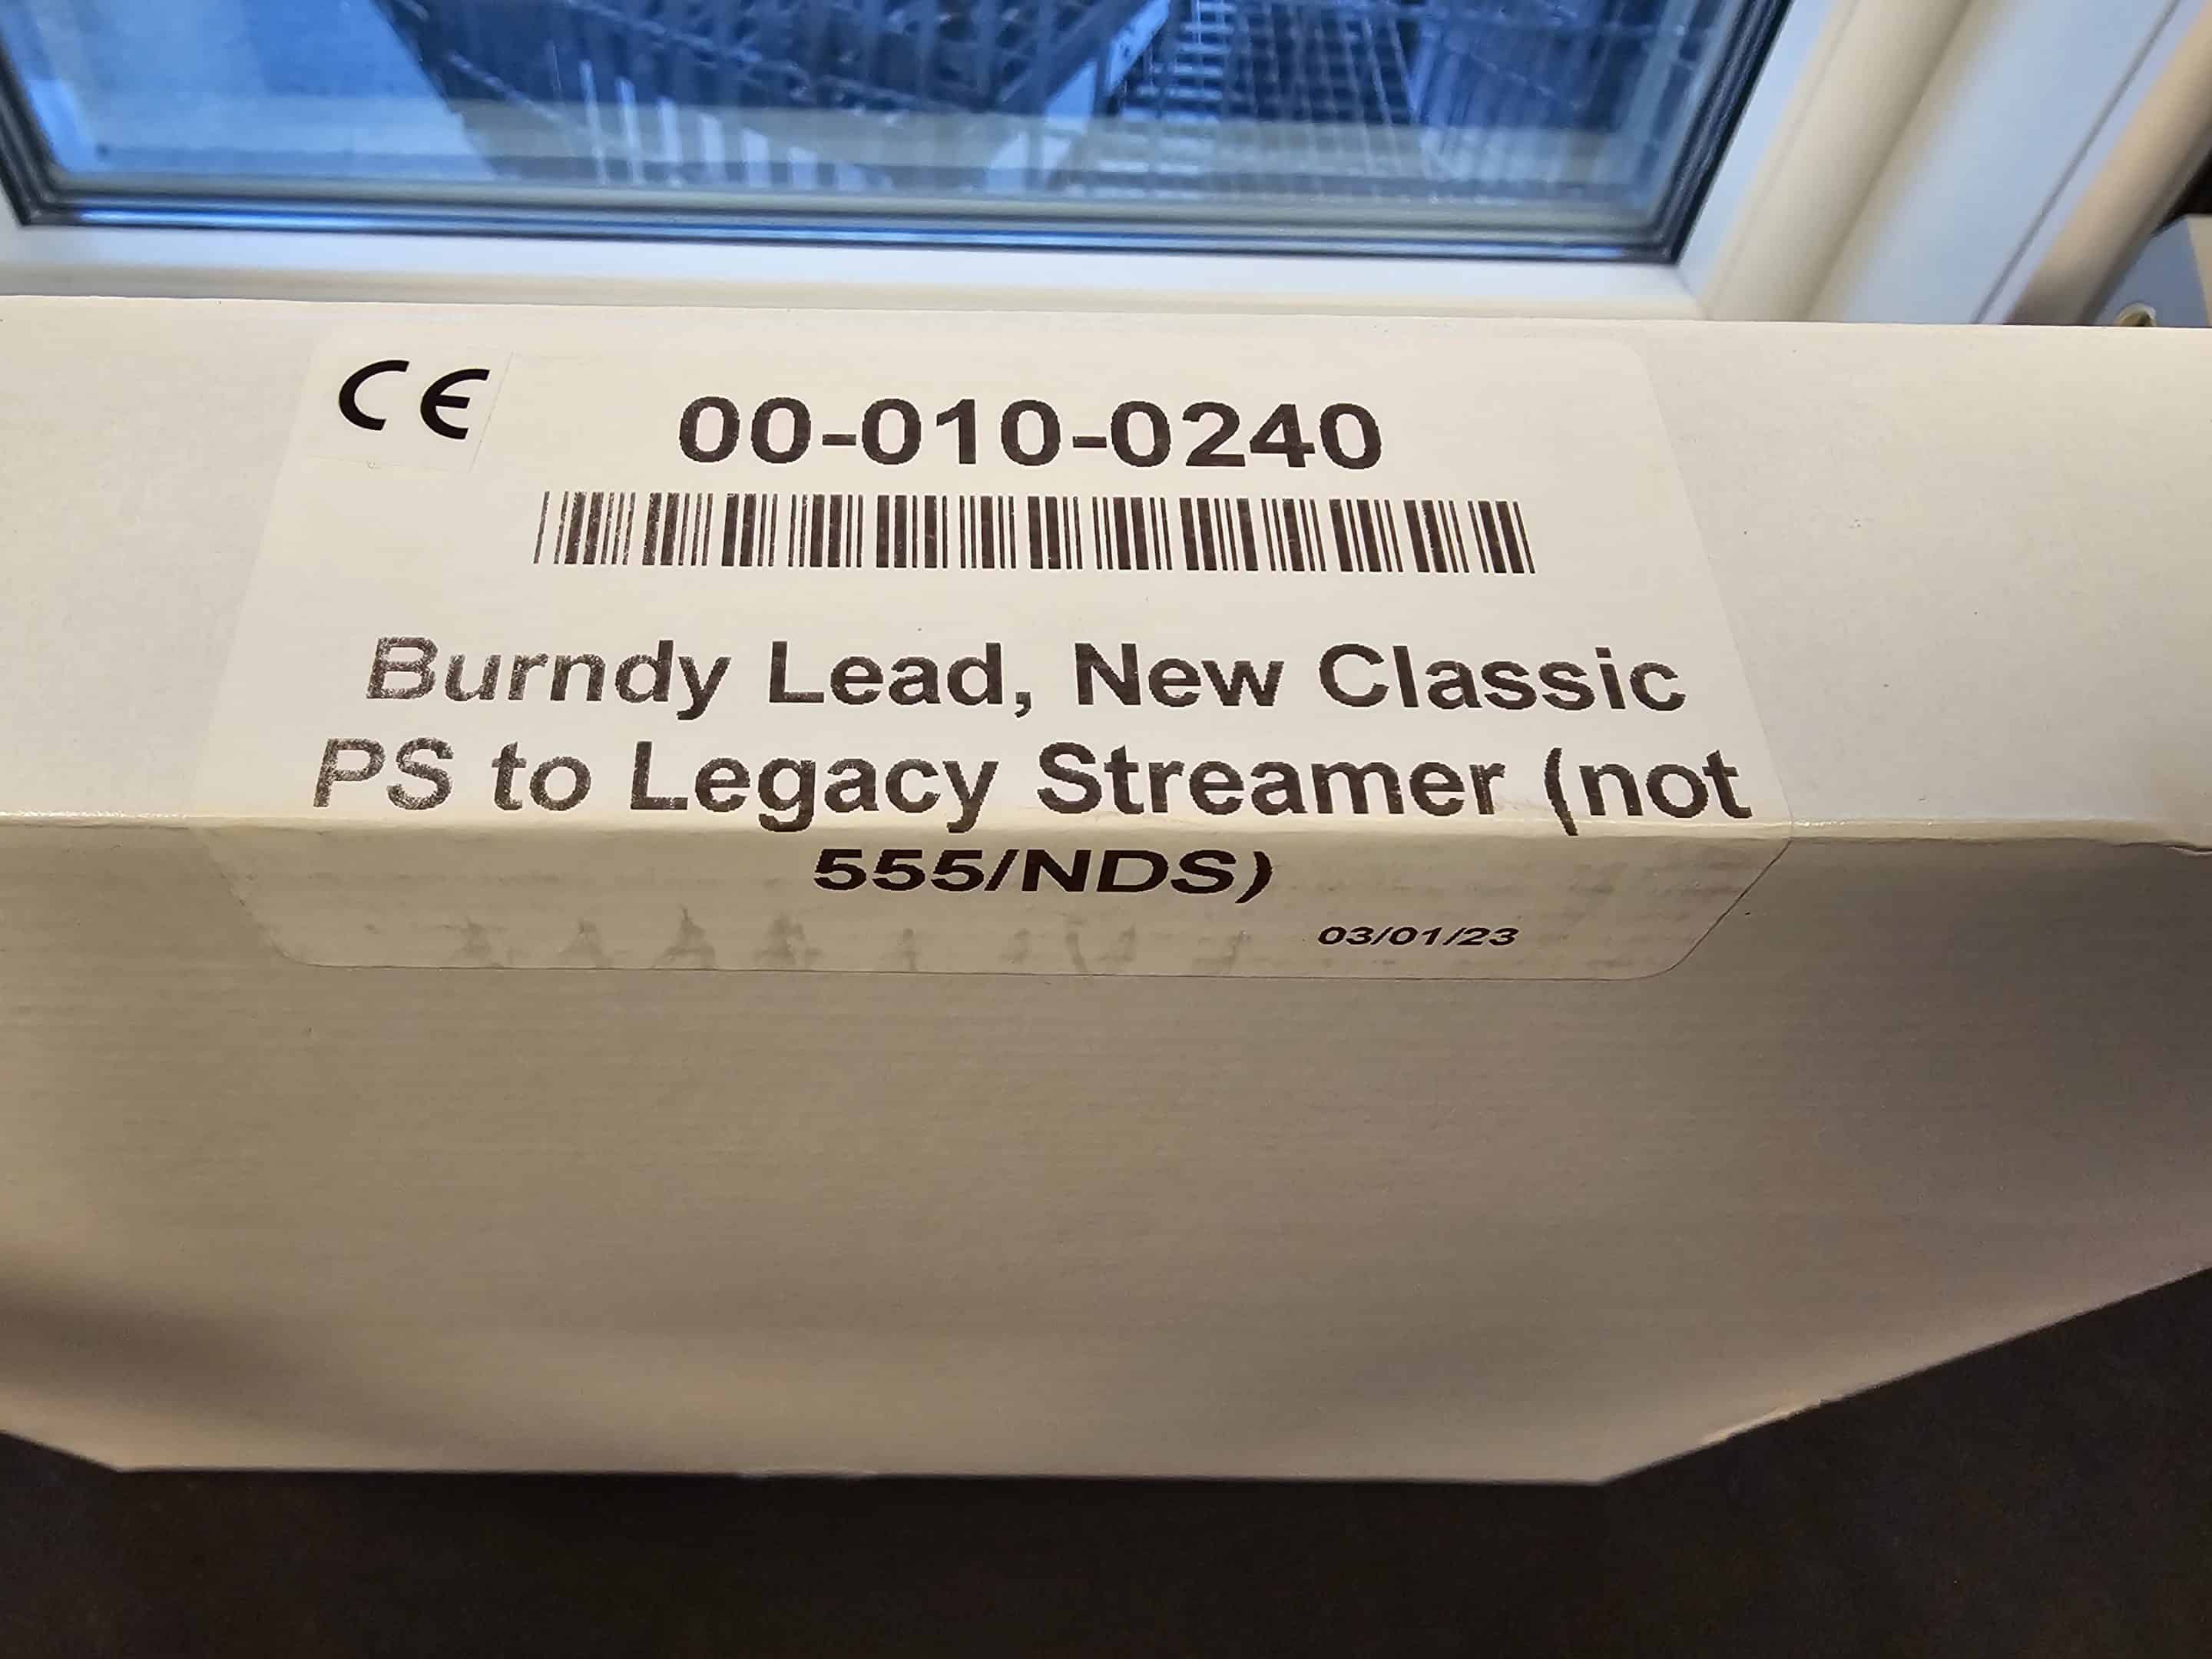 CE
00-010-0240
Burndy Lead, New Classic
PS to Legacy Streamer (not
555/NDS)
03/01/23